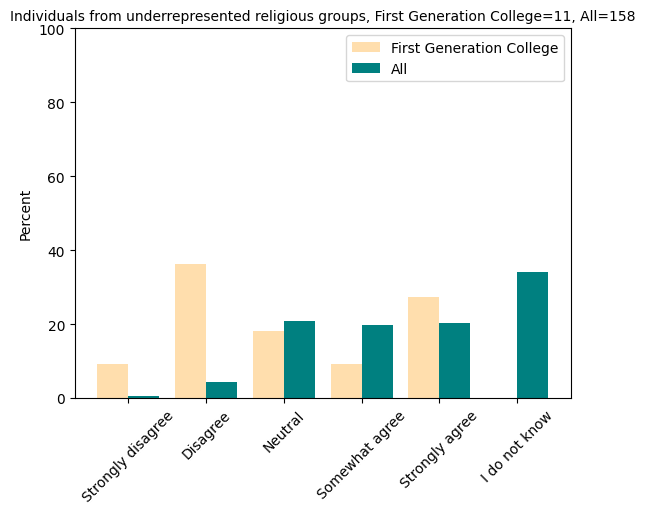 Individuals from underrepresented religious groups, First Generation College=11, All=158
First Generation College
All
Percent
100
80
60
40
20
0
Strongly disagree
Disagree
Neutral
Somewhat agree
Strongly agree
I do not know